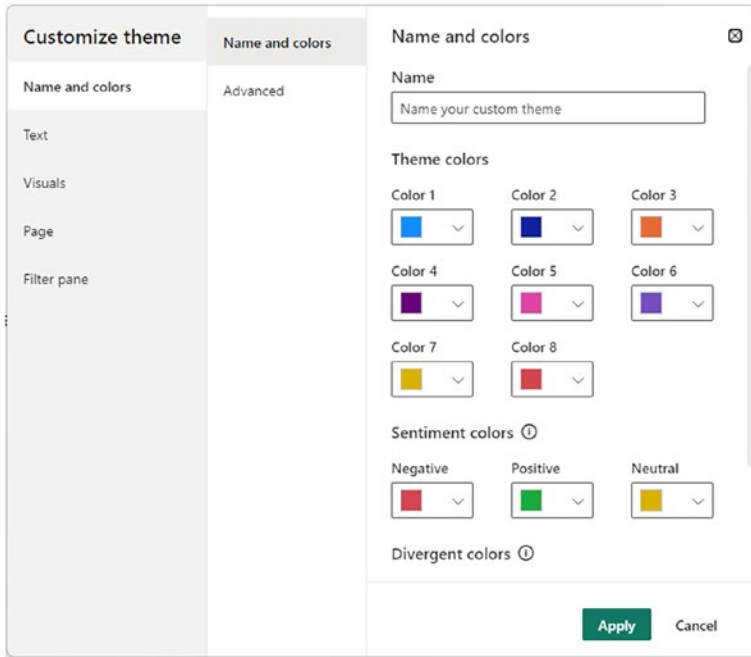 Customize theme
Name and colors
Text
Visuals
Page
Filter pane
Name and colors
Advanced
Name and colors
Name
Name your custom theme
Theme colors
Color 1 Color 2 Color 3
Color 4 Color 5 Color 6
Color 7 Color 8
Sentiment colors
Negative Positive Neutral
Divergent colors
Apply Cancel